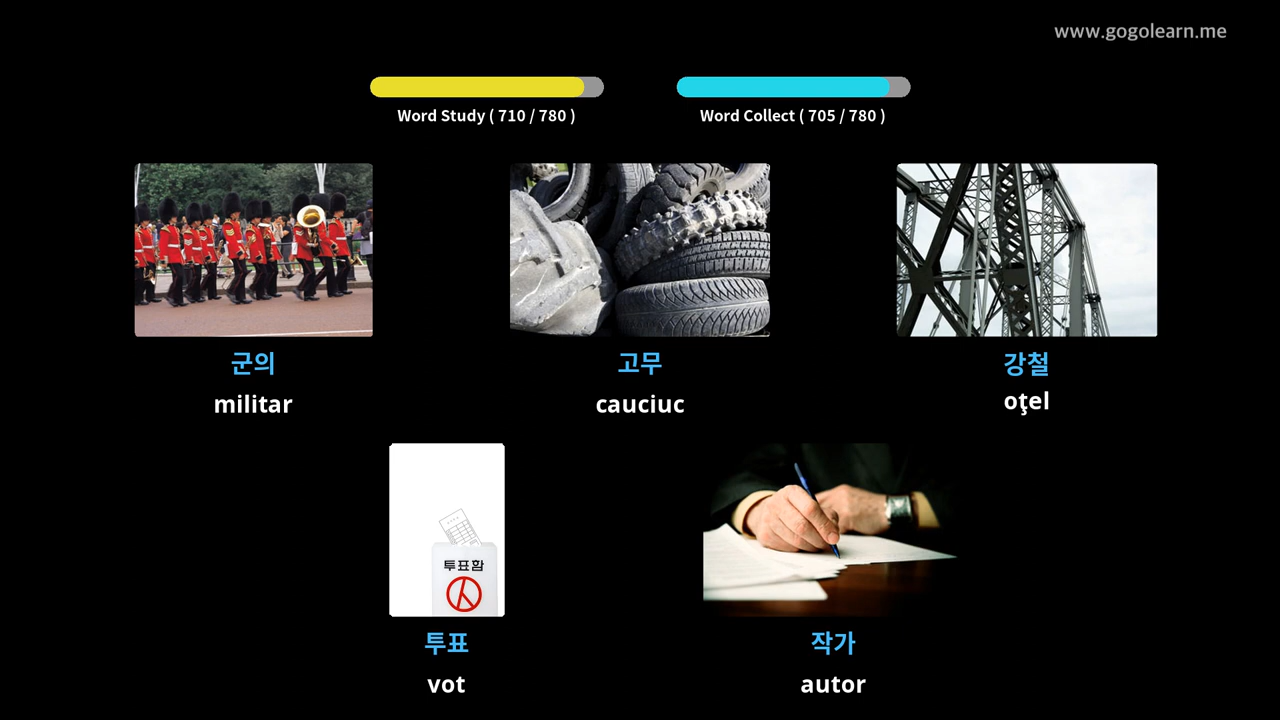 www.gogolearn.me
Word Study ( 710 / 780 )
Word Collect ( 705 / 780 )
군의
고무
강철
militar
cauciuc
oţel
투표함
투표
작가
vot
autor